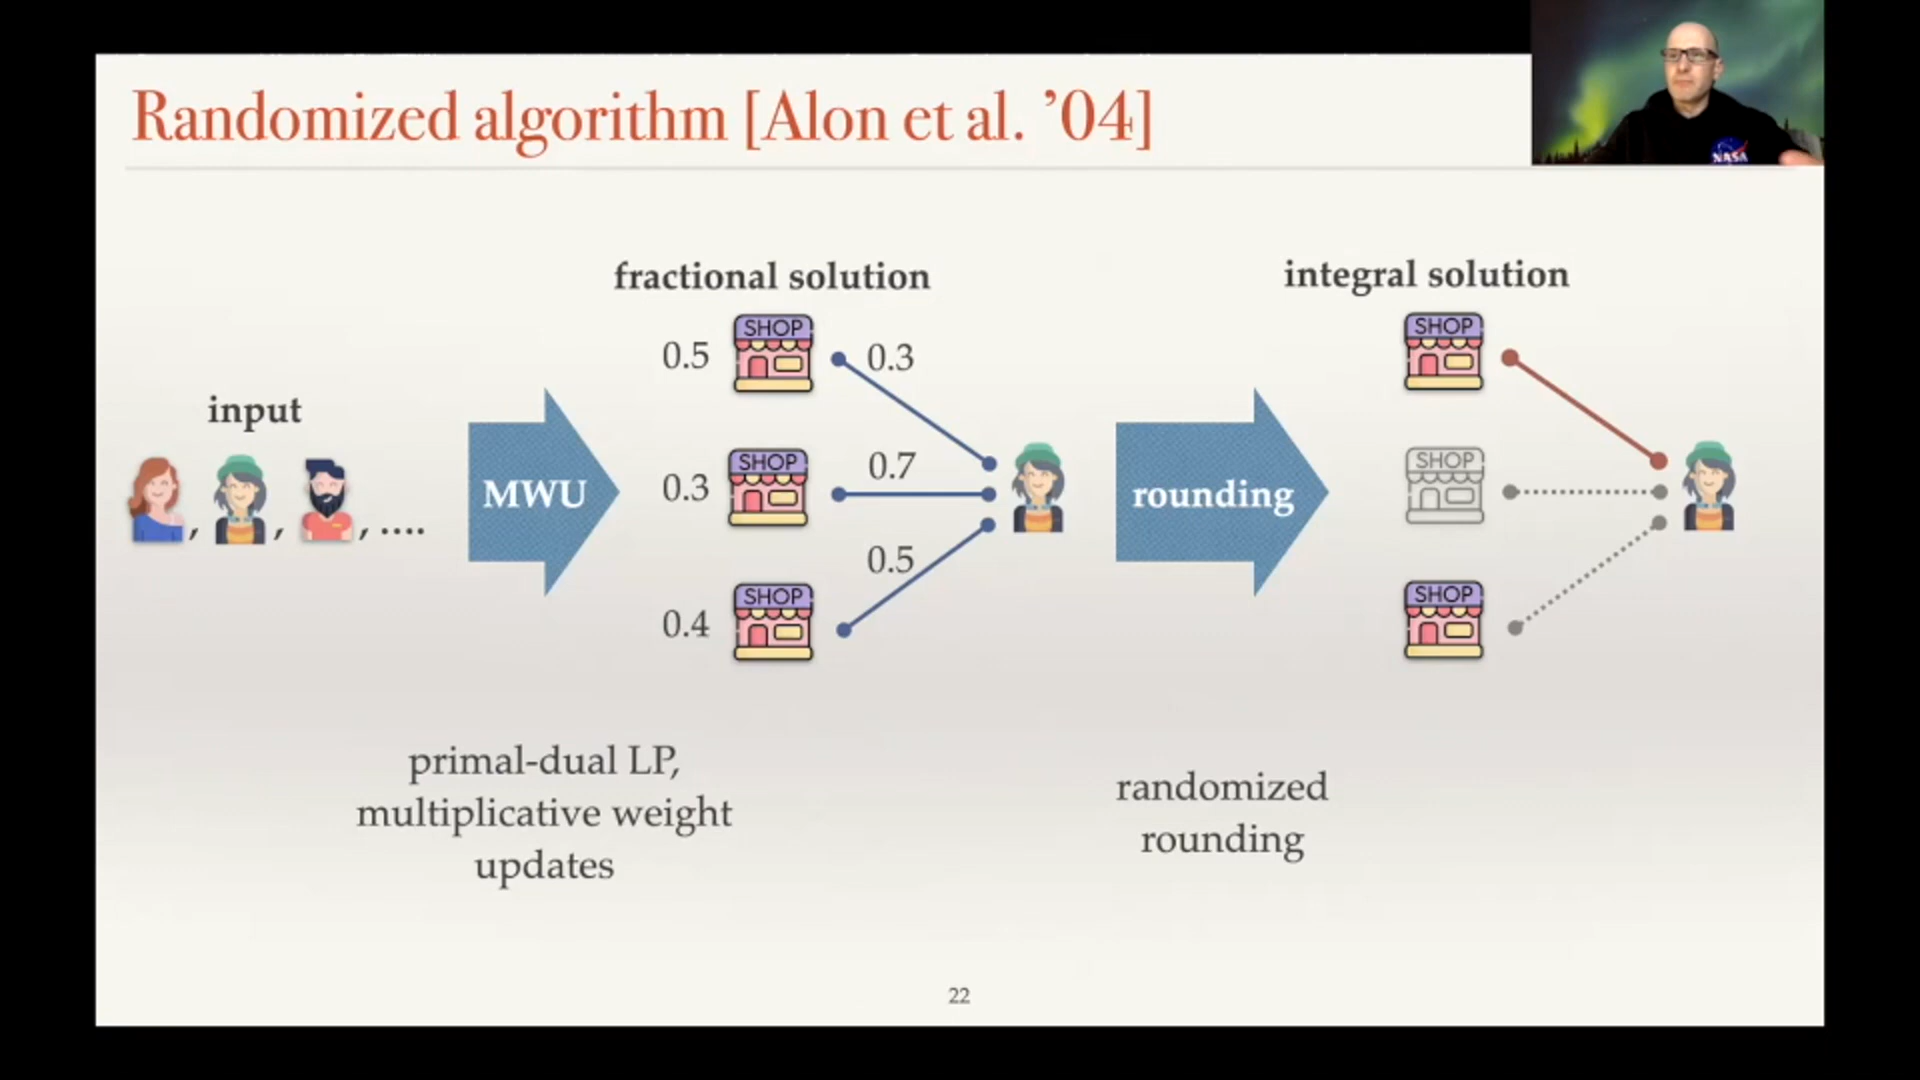 Randomized algorithm [Alon et al. ’04]
NASA
fractional solution
integral solution
input
, , , ....
MWU
0.5
SHOP
0.3
0.3
SHOP
0.7
0.4
SHOP
0.5
rounding
SHOP
SHOP
SHOP
primal-dual LP,
multiplicative weight
updates
randomized
rounding
22